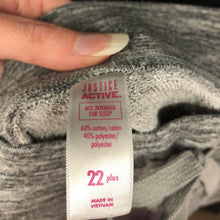 JUSTICE
ACTIVE
NOT INTENDED
FOR SLEEP
60% cotton/coton
40% polyester/
polyester
22 plus
MADE IN
VIETNAM